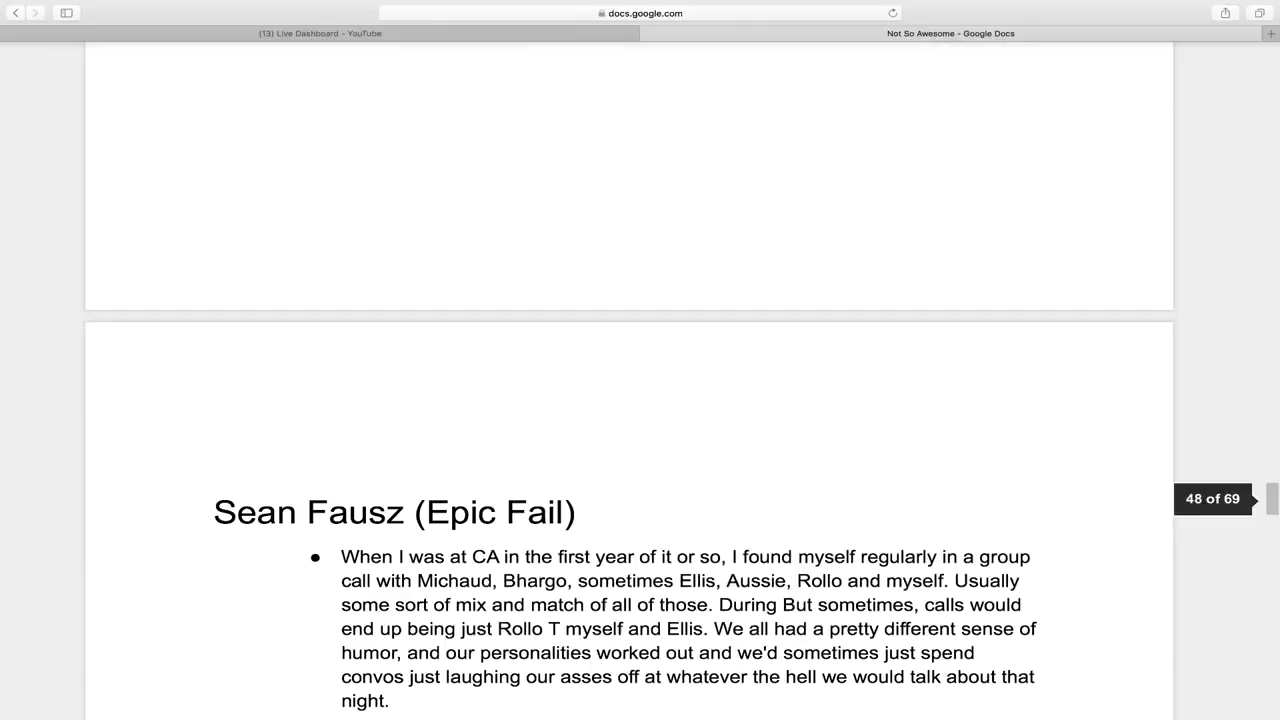 docs.google.com
(13) Live Dashboard - YouTube
Not So Awesome - Google Docs
Sean Fausz (Epic Fail)
● When I was at CA in the first year of it or so, I found myself regularly in a group
call with Michaud, Bhargo, sometimes Ellis, Aussie, Rollo and myself. Usually
some sort of mix and match of all of those. During But sometimes, calls would
end up being just Rollo T myself and Ellis. We all had a pretty different sense of
humor, and our personalities worked out and we'd sometimes just spend
convos just laughing our asses off at whatever the hell we would talk about that
night.
48 of 69